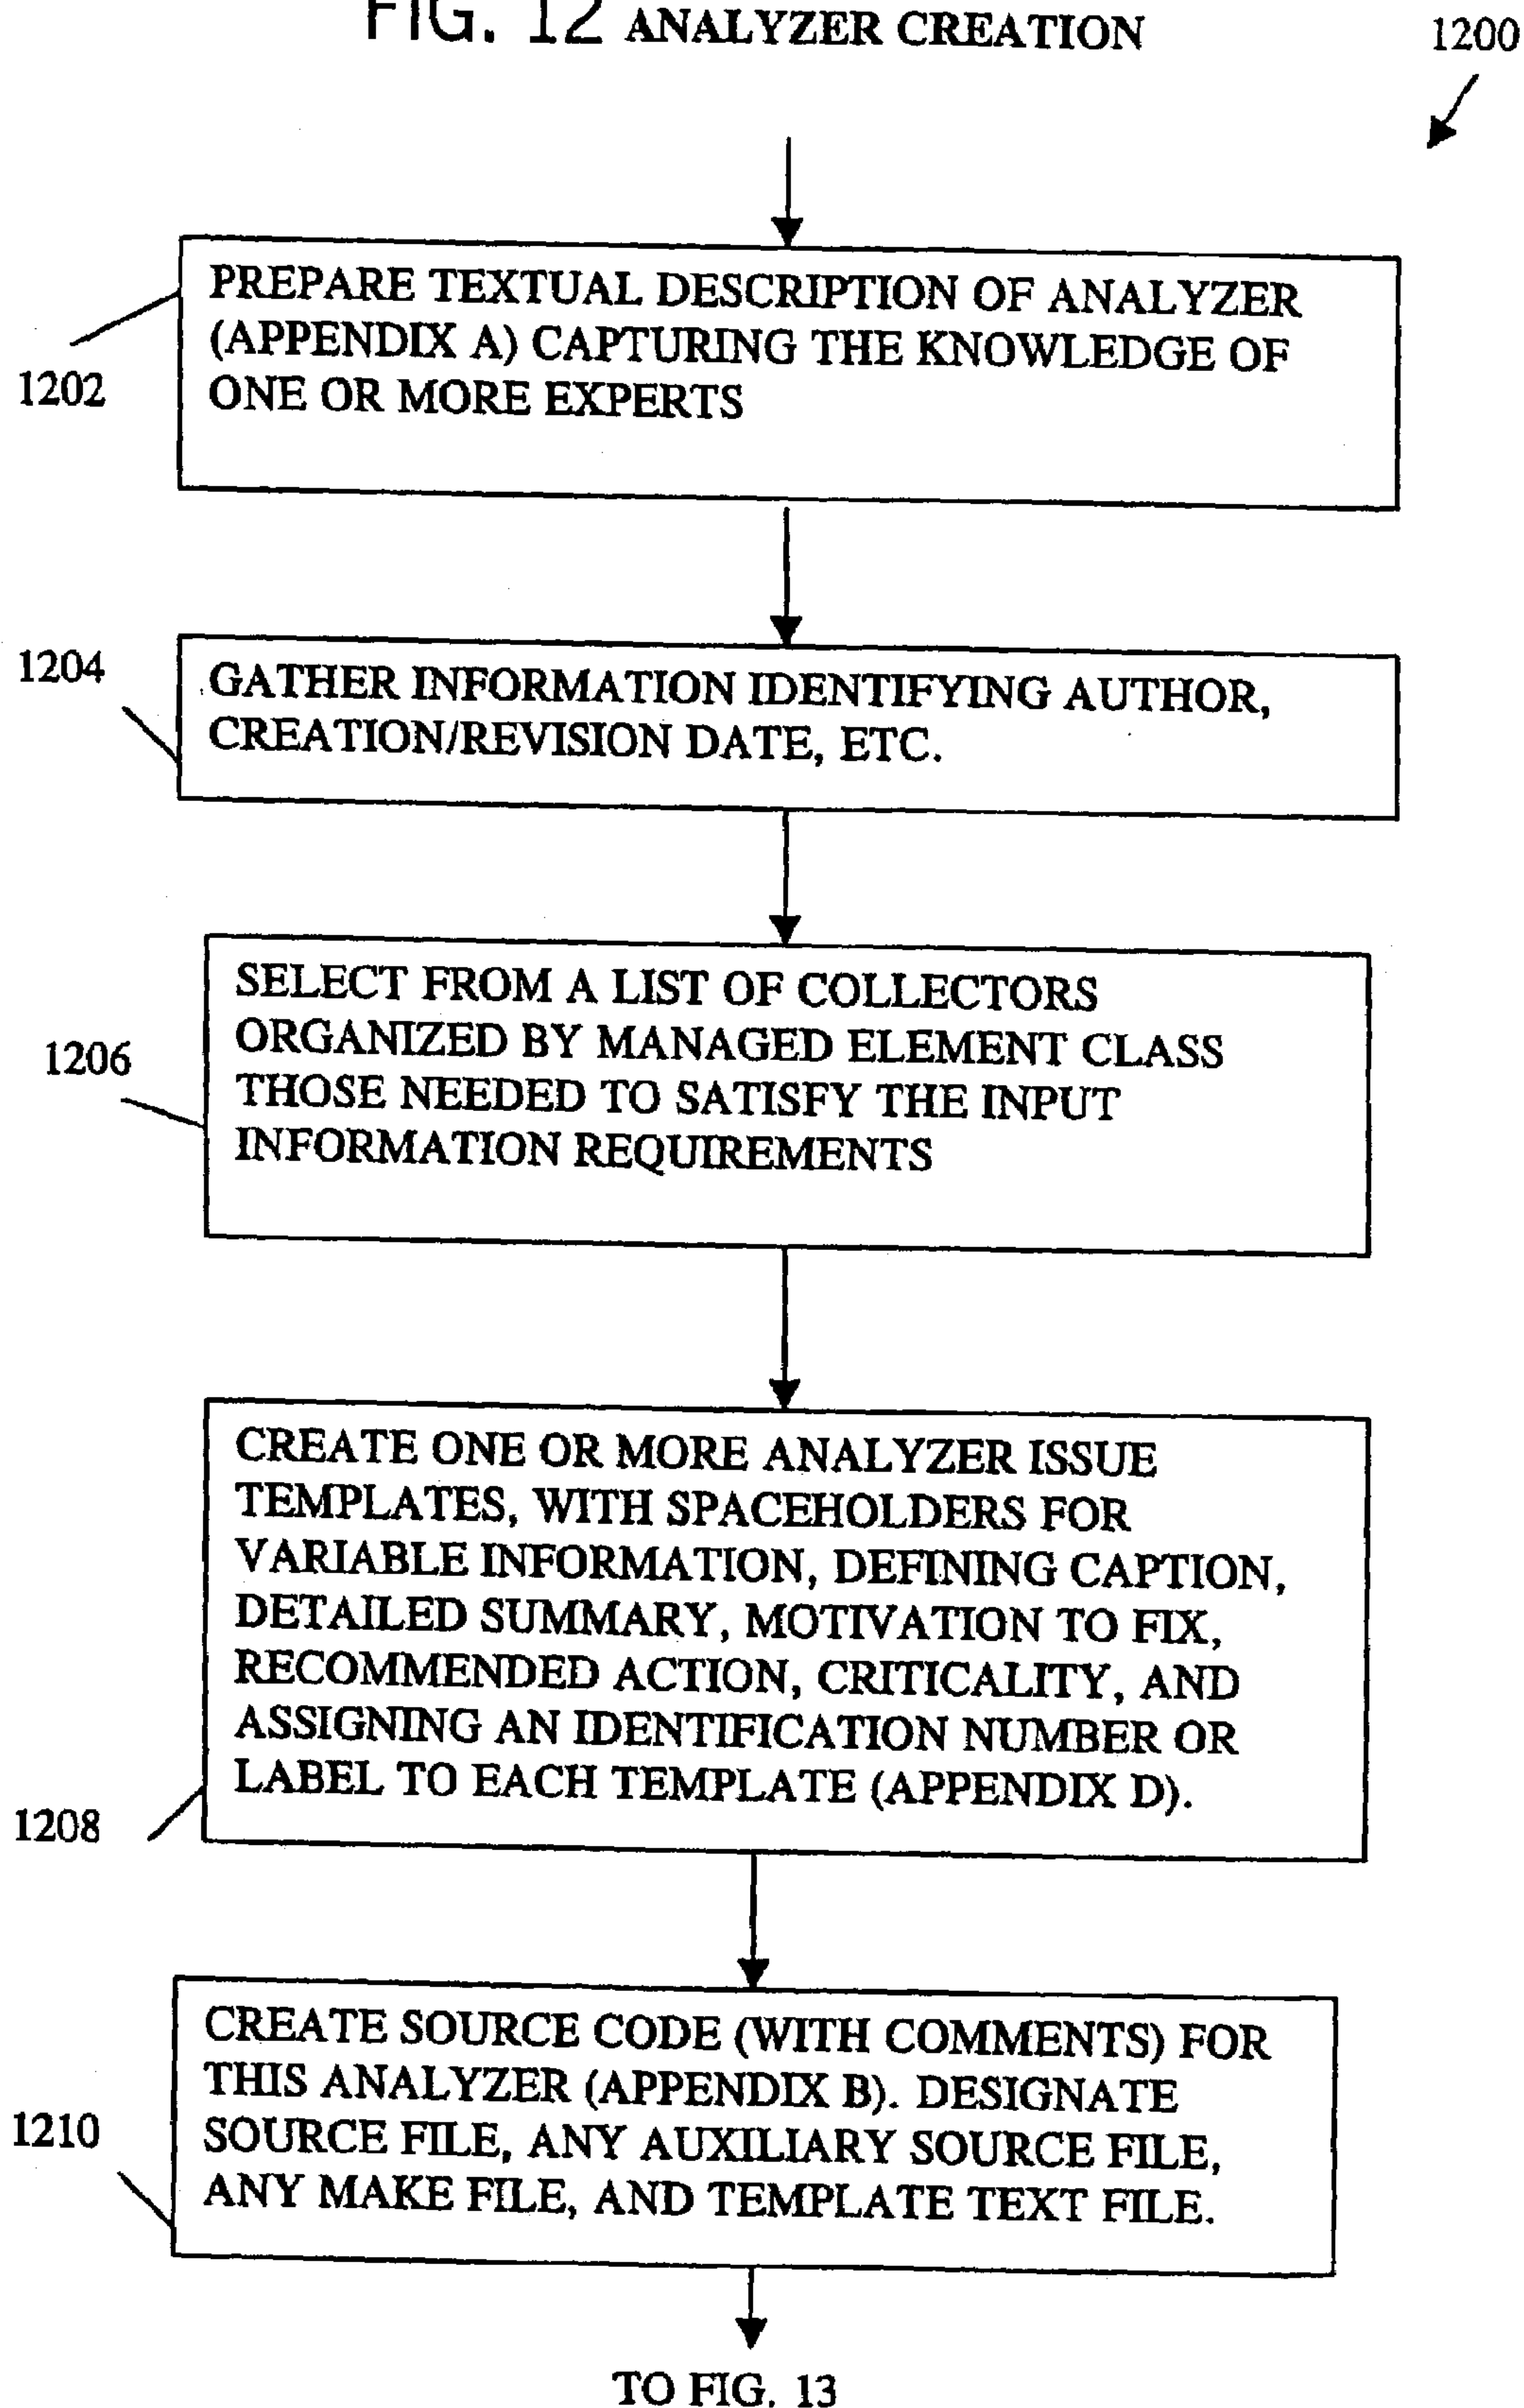 FIG. 12 ANALYZER CREATION
1200
PREPARE TEXTUAL DESCRIPTION OF ANALYZER
(APPENDIX A) CAPTURING THE KNOWLEDGE OF
ONE OR MORE EXPERTS
1202
1204
GATHER INFORMATION IDENTIFYING AUTHOR,
CREATION/REVISION DATE, ETC.
SELECT FROM A LIST OF COLLECTORS
ORGANIZED BY MANAGED ELEMENT CLASS
THOSE NEEDED TO SATISFY THE INPUT
INFORMATION REQUIREMENTS
1206
CREATE ONE OR MORE ANALYZER ISSUE
TEMPLATES, WITH SPACEHOLDERS FOR
VARIABLE INFORMATION, DEFINING CAPTION,
DETAILED SUMMARY, MOTIVATION TO FIX,
RECOMMENDED ACTION, CRITICALITY, AND
ASSIGNING AN IDENTIFICATION NUMBER OR
LABEL TO EACH TEMPLATE (APPENDIX D).
1208
CREATE SOURCE CODE (WITH COMMENTS) FOR
THIS ANALYZER (APPENDIX B). DESIGNATE
SOURCE FILE, ANY AUXILIARY SOURCE FILE,
ANY MAKE FILE, AND TEMPLATE TEXT FILE.
1210
TO FIG. 13